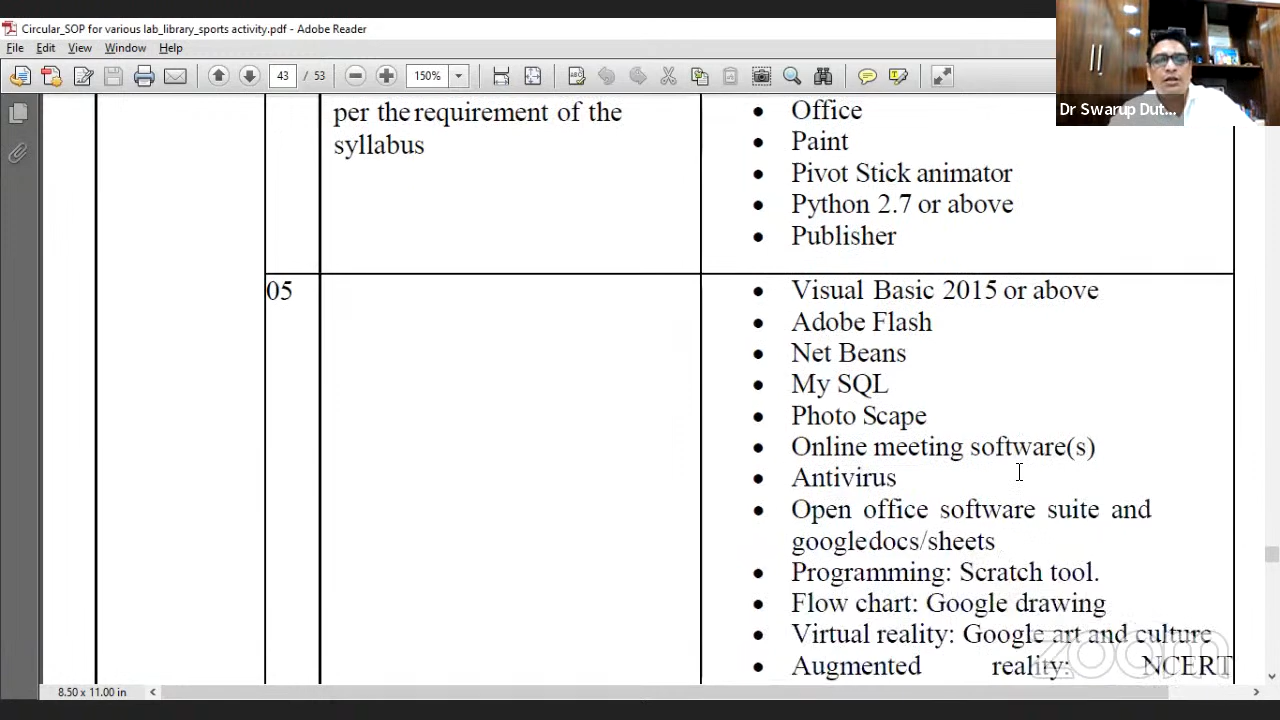 Circular_SOP for various lab_library_sports activity.pdf - Adobe Reader
File Edit View Window Help
43 / 53 150%
Dr Swarup Dut...
per the requirement of the
syllabus
• Office
• Paint
• Pivot Stick animator
• Python 2.7 or above
• Publisher
05
• Visual Basic 2015 or above
• Adobe Flash
• Net Beans
• My SQL
• Photo Scape
• Online meeting software(s)
• Antivirus
• Open office software suite and
googledocs/sheets
• Programming: Scratch tool.
• Flow chart: Google drawing
• Virtual reality: Google art and culture
• Augmented reality: NCERT
zoom
8.50 x 11.00 in